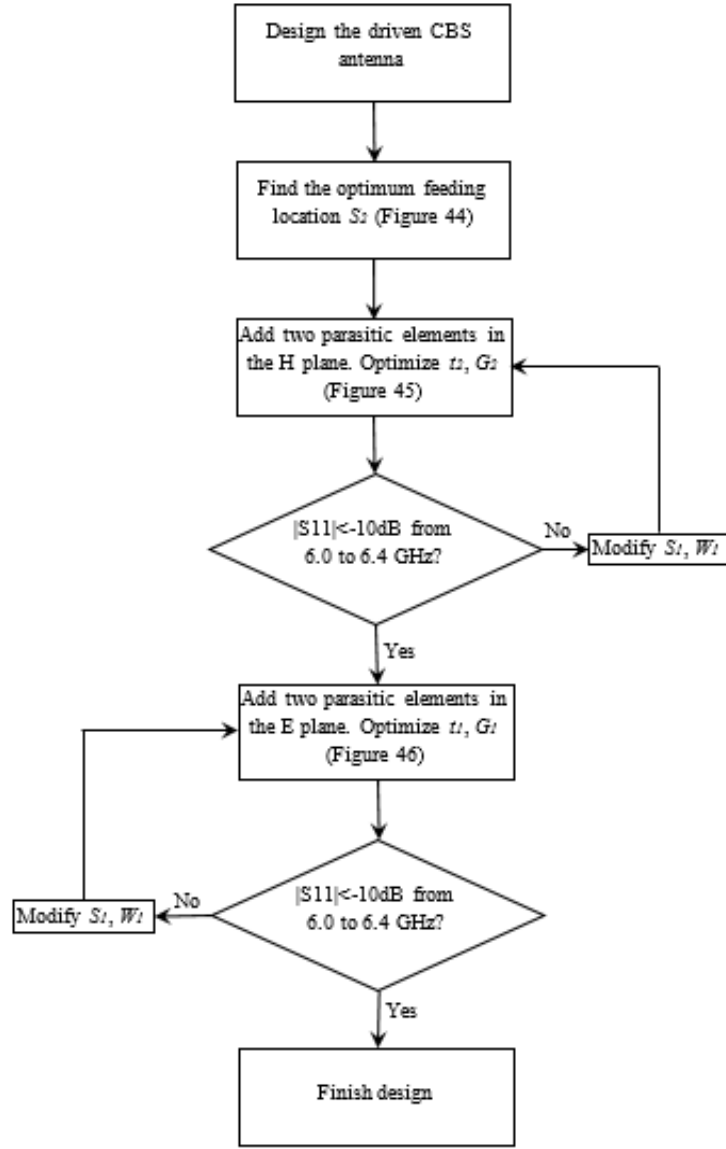 Design the driven CBS
antenna
Find the optimum feeding
location S2 (Figure 44)
Add two parasitic elements in
the H plane. Optimize t2, G2
(Figure 45)
|S11|<-10dB from
6.0 to 6.4 GHz?
No
Modify S1, W1
Yes
Add two parasitic elements in
the E plane. Optimize t1, G1
(Figure 46)
|S11|<-10dB from
6.0 to 6.4 GHz?
No
Modify S1, W1
Yes
Finish design